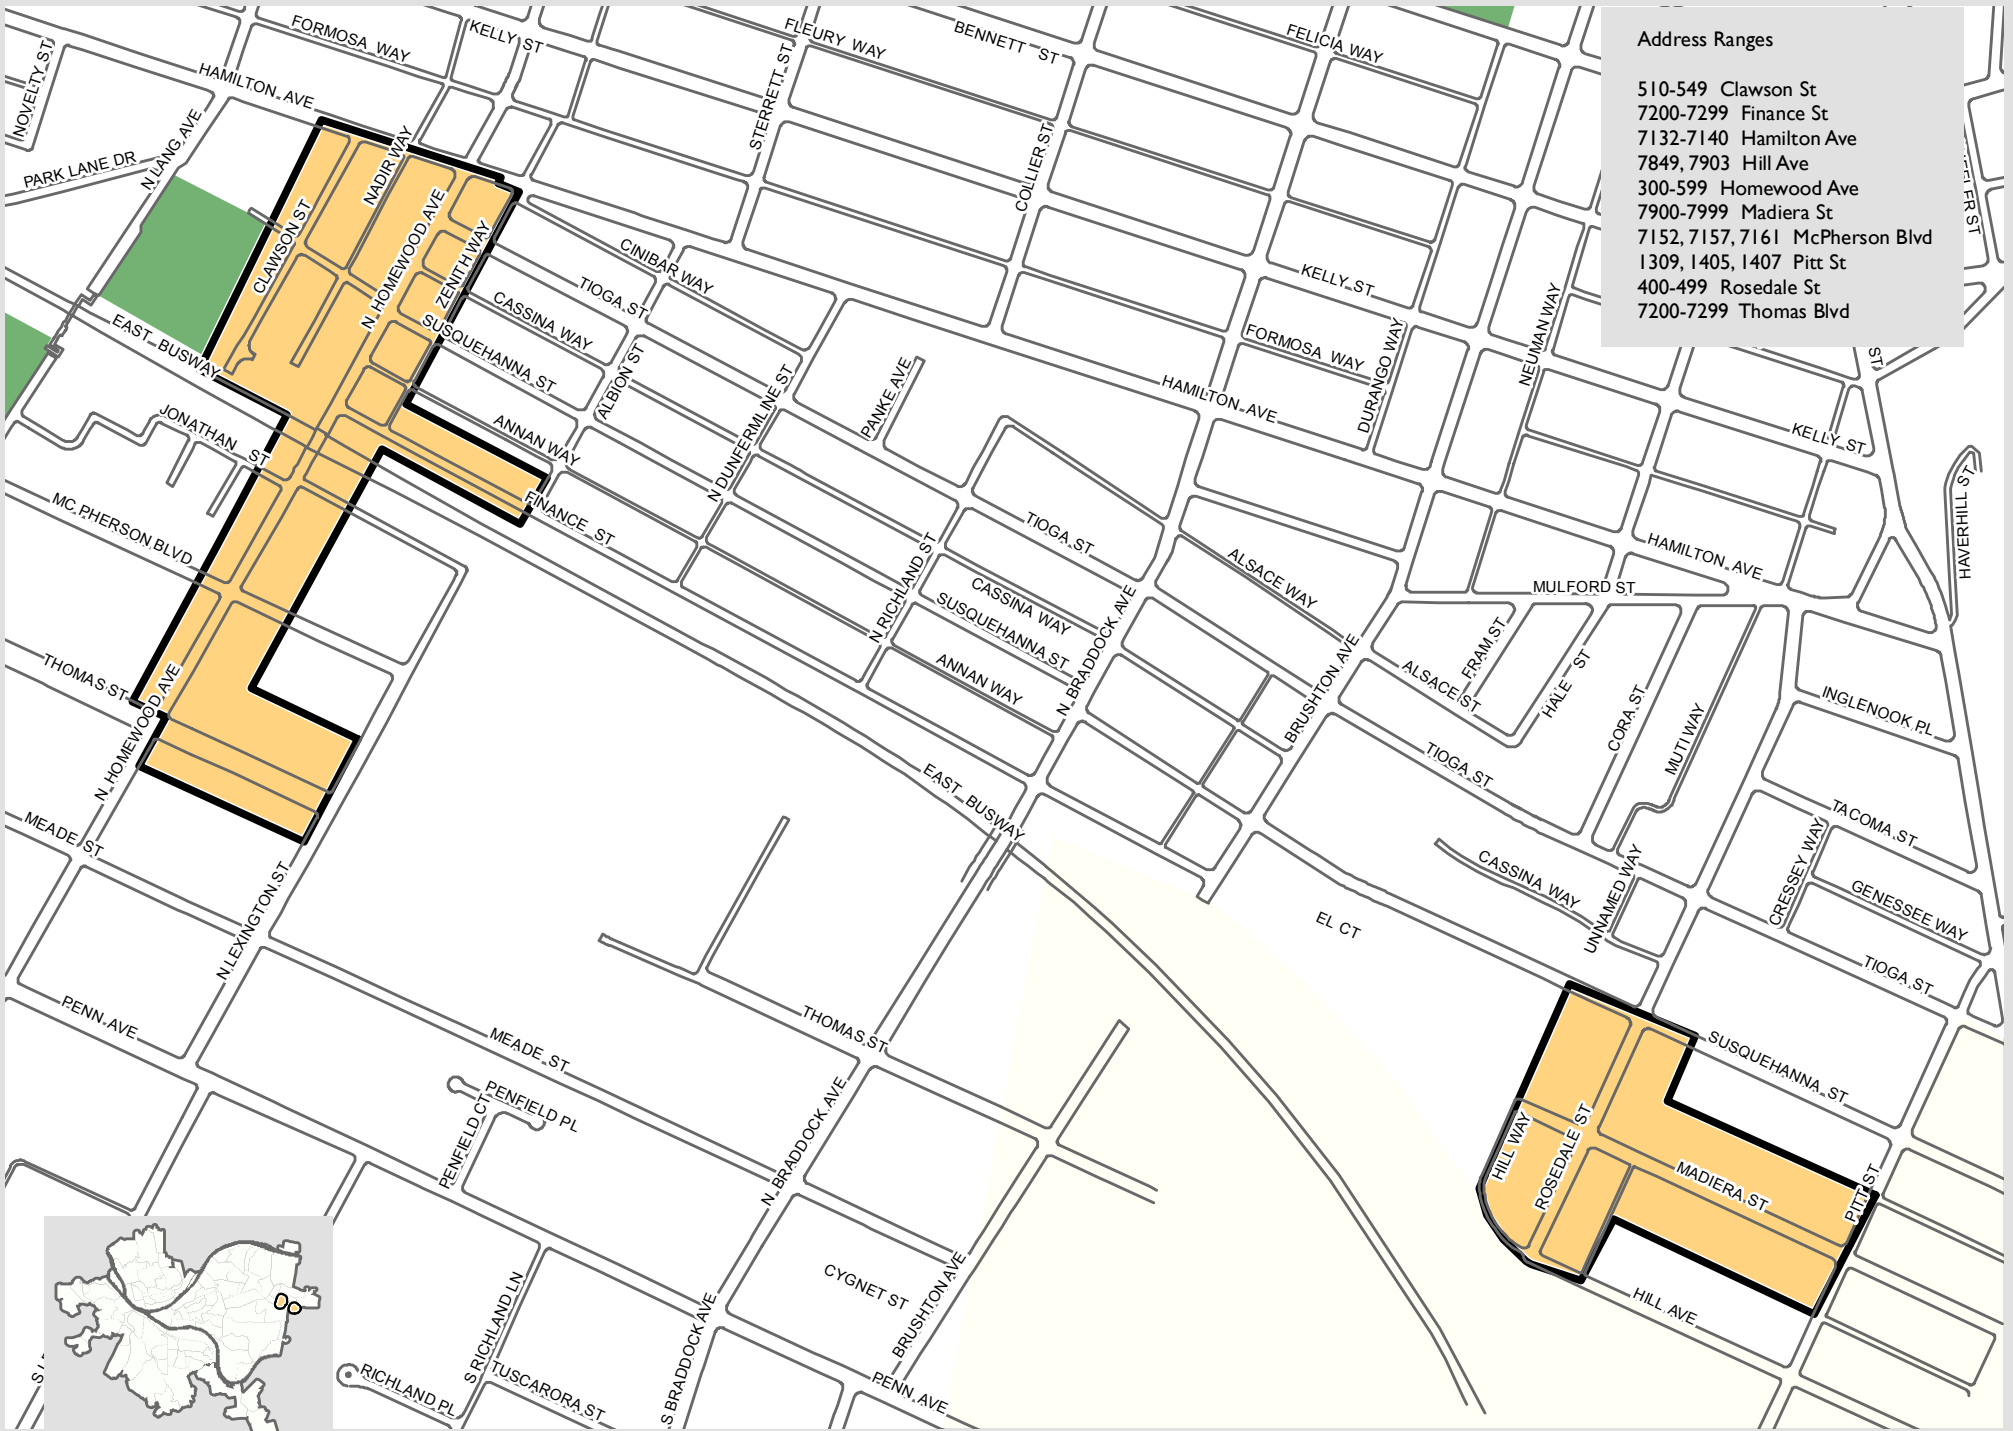 Address Ranges
510-549 Clawson St
7200-7299 Finance St
7132-7140 Hamilton Ave
7849, 7903 Hill Ave
300-599 Homewood Ave
7900-7999 Madiera St
7152, 7157, 7161 McPherson Blvd
1309, 1405, 1407 Pitt St
400-499 Rosedale St
7200-7299 Thomas Blvd
FORMOSA WAY
KELLY ST
FLEURY WAY
BENNETT ST
FELICIA WAY
NOVELTY ST
HAMILTON AVE
STERRETT ST
N LANG AVE
PARK LANE DR
NADIR WAY
COLLIER ST
CLAWSON ST
N HOMEWOOD AVE
ZENITH WAY
CINIBAR WAY
TIOGA ST
CASSINA WAY
SUSQUEHANNA ST
KELLY ST
FORMOSA WAY
DURANGO WAY
NEUMAN WAY
EAST BUSWAY
ALBION ST
N DUNFERMLINE ST
PANKE AVE
HAMILTON AVE
KELLY ST
ST
JONATHAN ST
ANNAN WAY
FINANCE ST
MC PHERSON BLVD
TIOGA ST
ALSACE WAY
HAMILTON AVE
HAVERHILL ST
MULFORD ST
N RICHLAND ST
CASSINA WAY
SUSQUEHANNA ST
ANNAN WAY
N BRADDOCK AVE
BRUSHTON AVE
FRAM ST
ALSACE ST
HALE ST
CORA ST
MUTI WAY
INGLENOOK PL
THOMAS ST
N HOMEWOOD AVE
TIOGA ST
EAST BUSWAY
MEADE ST
TACOMA ST
CRESSEY WAY
CASSINA WAY
UNNAMED WAY
GENESSEE WAY
EL CT
N LEXINGTON ST
TIOGA ST
PENN AVE
THOMAS ST
MEADE ST
SUSQUEHANNA ST
PENFIELD PL
PENFIELD CT
N BRADDOCK AVE
HILL WAY
ROSEDALE ST
MADIERA ST
PITT ST
CYGNET ST
BRUSHTON AVE
HILL AVE
S RICHLAND LN
S BRADDOCK AVE
RICHLAND PL
TUSCARORA ST
PENN AVE